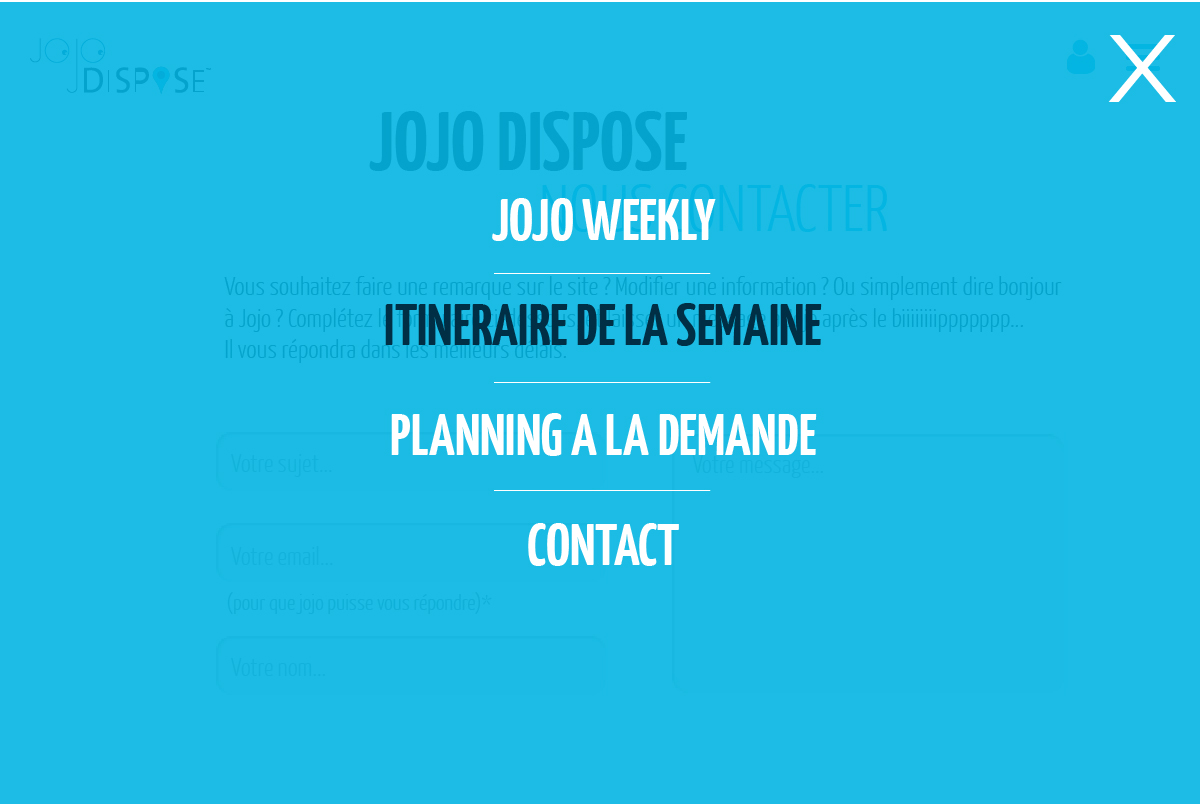 JOJO
DISPOSE
X
JOJO DISPOSE
NOUS CONTACTER
JOJO WEEKLY
Vous souhaitez faire une remarque sur le site ? Modifier une information ? Ou simplement dire bonjour
ITINERAIRE DE LA SEMAINE
à Jojo ? Complétez le après le biiiiiiipppppppp...
Il vous répondra dans les meilleurs délais.
PLANNING A LA DEMANDE
Votre sujet...
Votre message...
CONTACT
Votre email...
(pour que jojo puisse vous répondre)*
Votre nom...